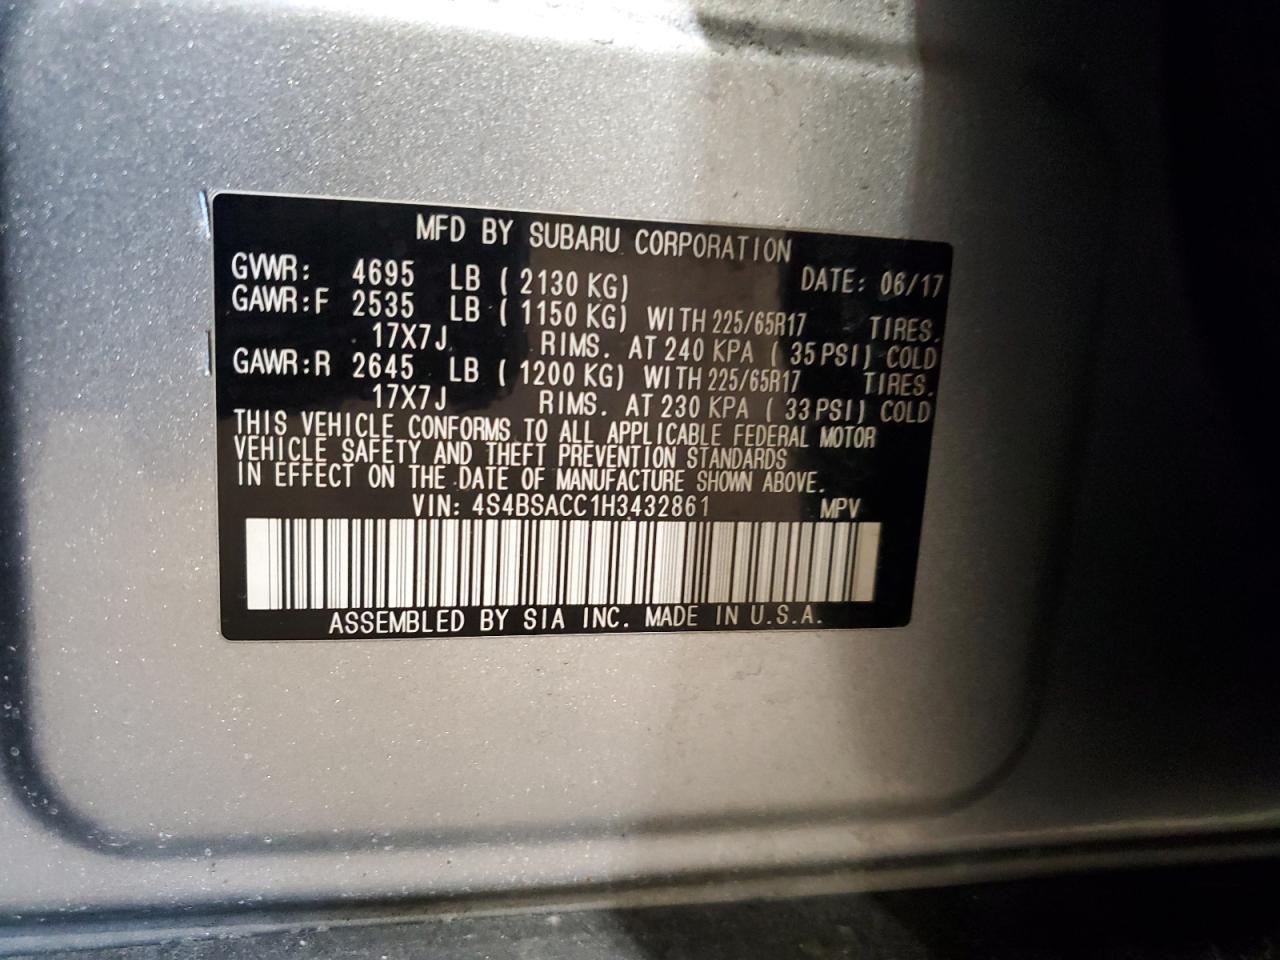 MFD BY SUBARU CORPORATION
GVWR: 4695 LB ( 2130 KG) DATE: 06/17
GAWR:F 2535 LB ( 1150 KG) WITH 225/65R17 TIRES.
17X7J RIMS. AT 240 KPA ( 35 PSI) COLD
GAWR:R 2645 LB ( 1200 KG) WITH 225/65R17 TIRES.
17X7J RIMS. AT 230 KPA ( 33 PSI) COLD
THIS VEHICLE CONFORMS TO ALL APPLICABLE FEDERAL MOTOR
VEHICLE SAFETY AND THEFT PREVENTION STANDARDS
IN EFFECT ON THE DATE OF MANUFACTURE SHOWN ABOVE.
VIN: 4S4BSACC1H3432861 MPV
ASSEMBLED BY SIA INC. MADE IN U.S.A.